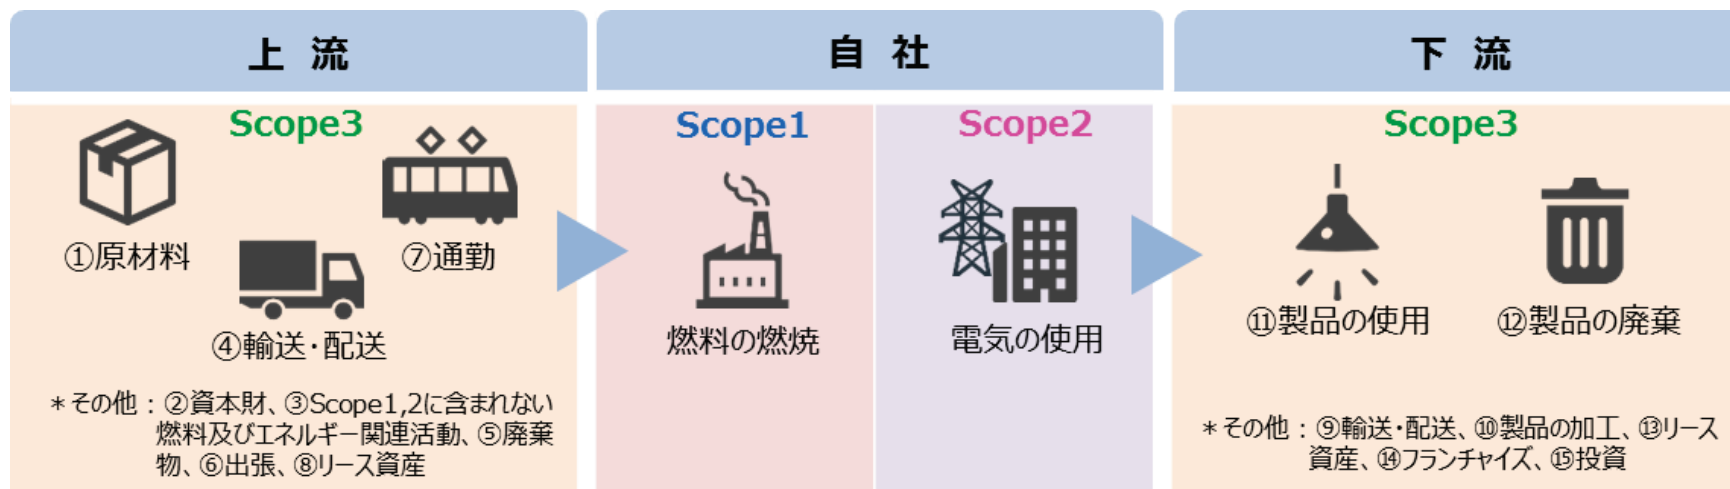 上流
自社
下流
Scope3
①原材料
⑦通勤
④輸送・配送
＊その他：②資本財、③Scope1,2に含まれない
燃料及びエネルギー関連活動、⑤廃棄
物、⑥出張、⑧リース資産
Scope1
燃料の燃焼
Scope2
電気の使用
Scope3
⑪製品の使用
⑫製品の廃棄
＊その他：⑨輸送・配送、⑩製品の加工、⑬リース
資産、⑭フランチャイズ、⑮投資